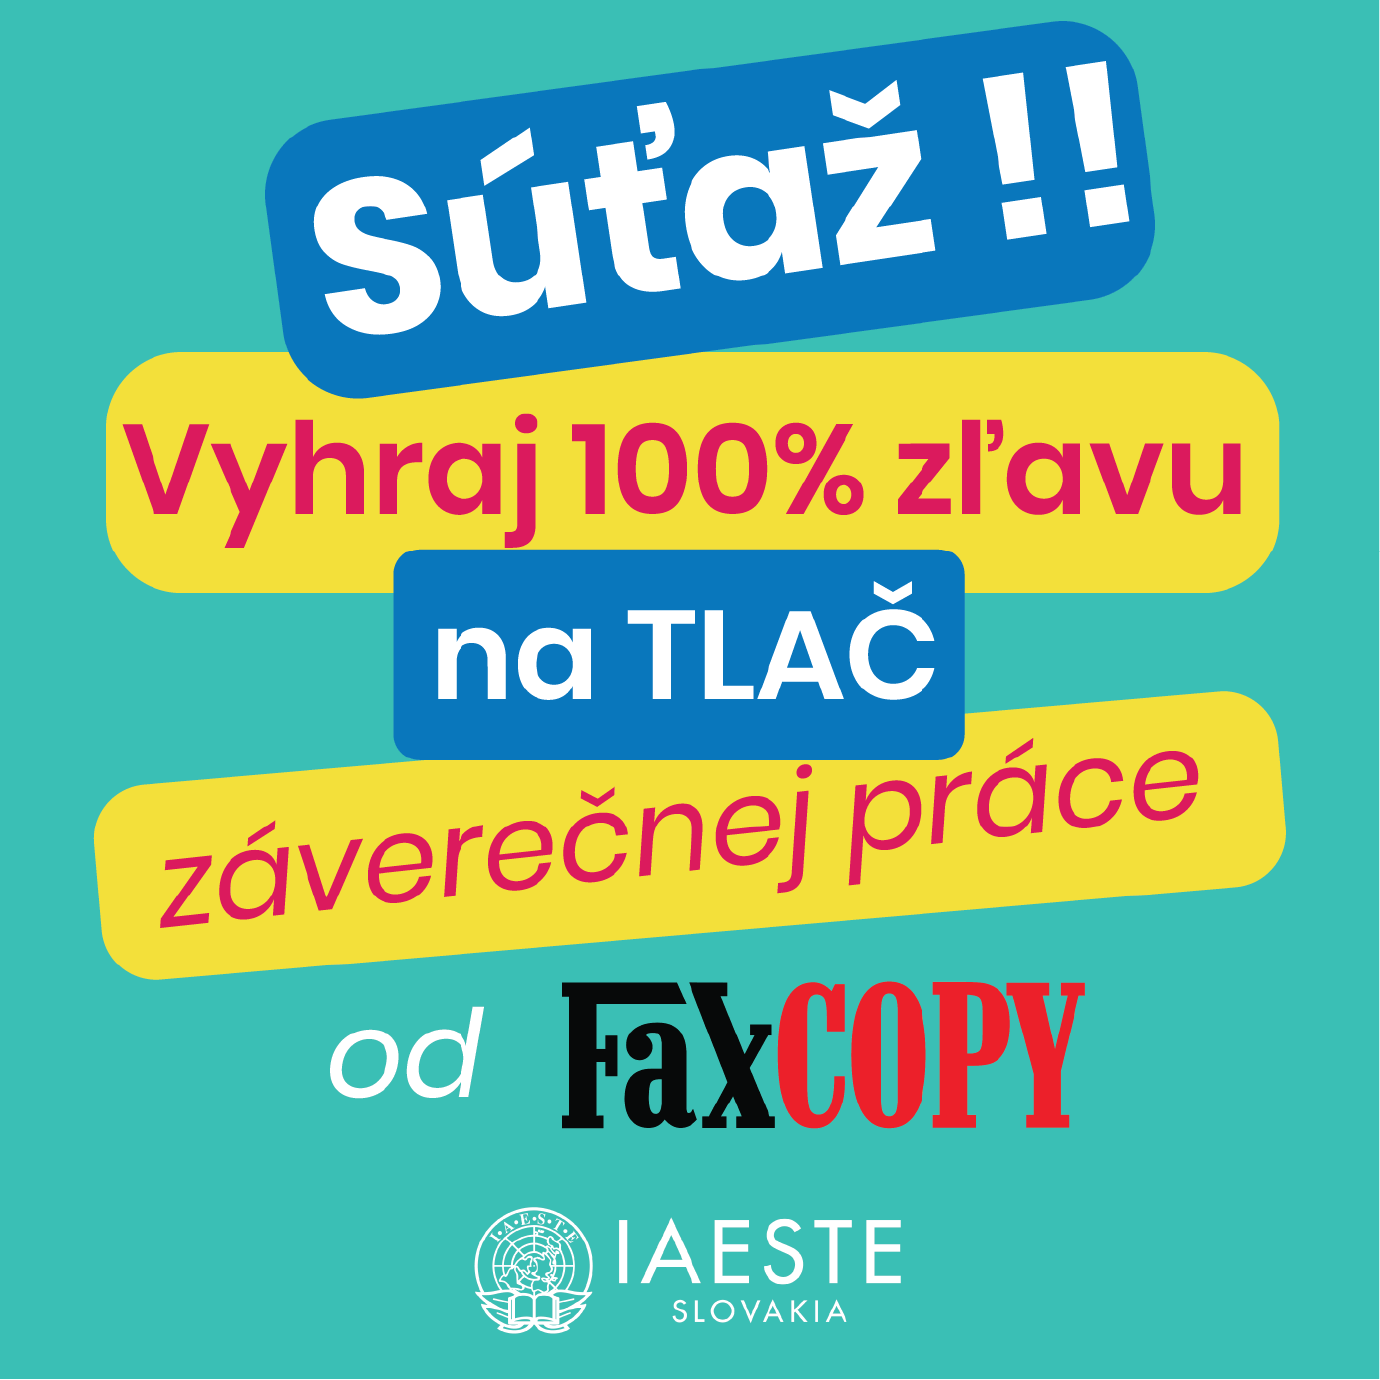 Súťaž !!
Vyhraj 100% zľavu
na TLAČ
záverečnej práce
od FaxCOPY
I•A•E•S•T•E
IAESTE
SLOVAKIA